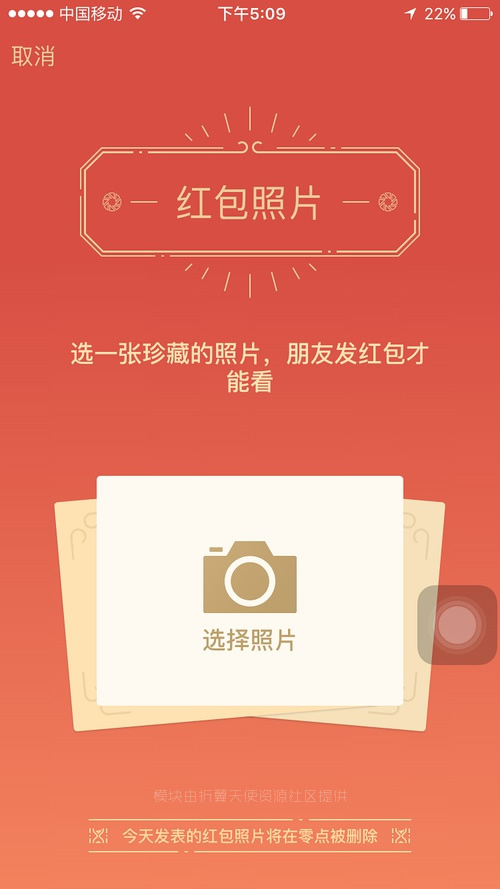 中国移动 下午5:09 22%
取消
红包照片
选一张珍藏的照片，朋友发红包才
能看
选择照片
模块由折翼天使资源社区提供
今天发表的红包照片将在零点被删除